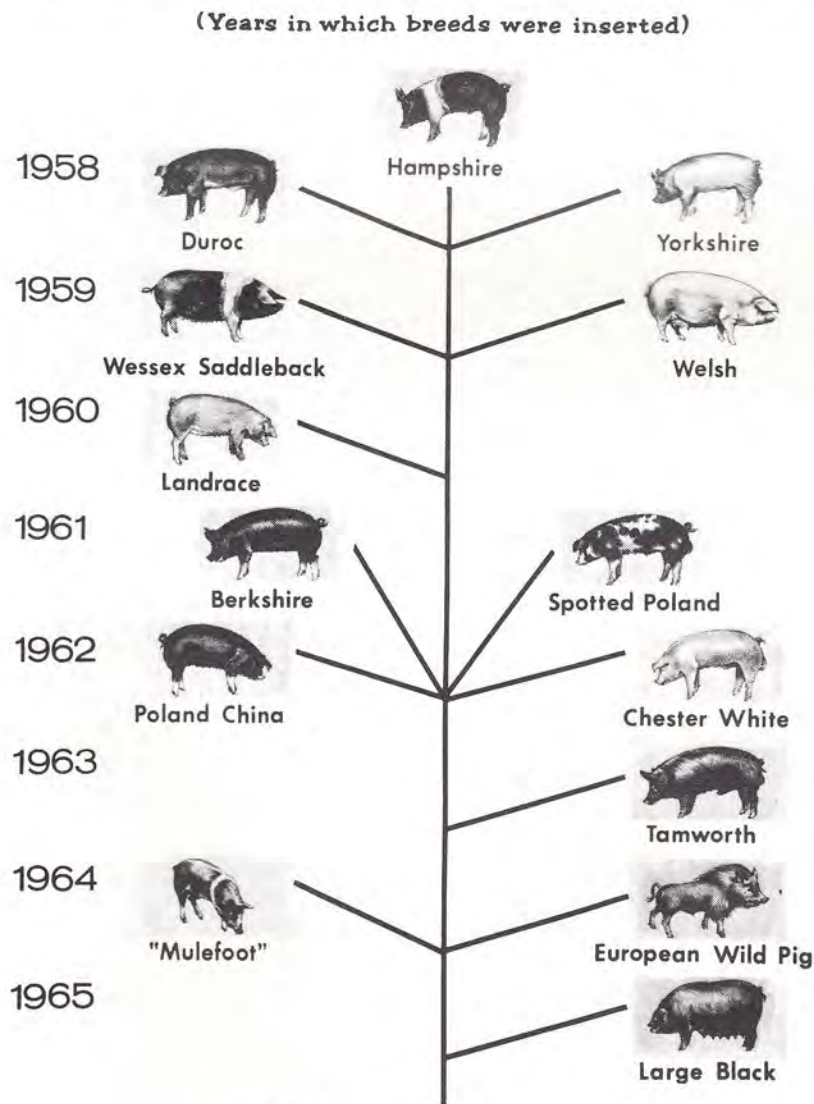 (Years in which breeds were inserted)
Hampshire
1958
Duroc
Yorkshire
1959
Wessex Saddleback
Welsh
1960
Landrace
1961
Berkshire
Spotted Poland
1962
Poland China
Chester White
1963
Tamworth
1964
"Mulefoot"
European Wild Pig
1965
Large Black